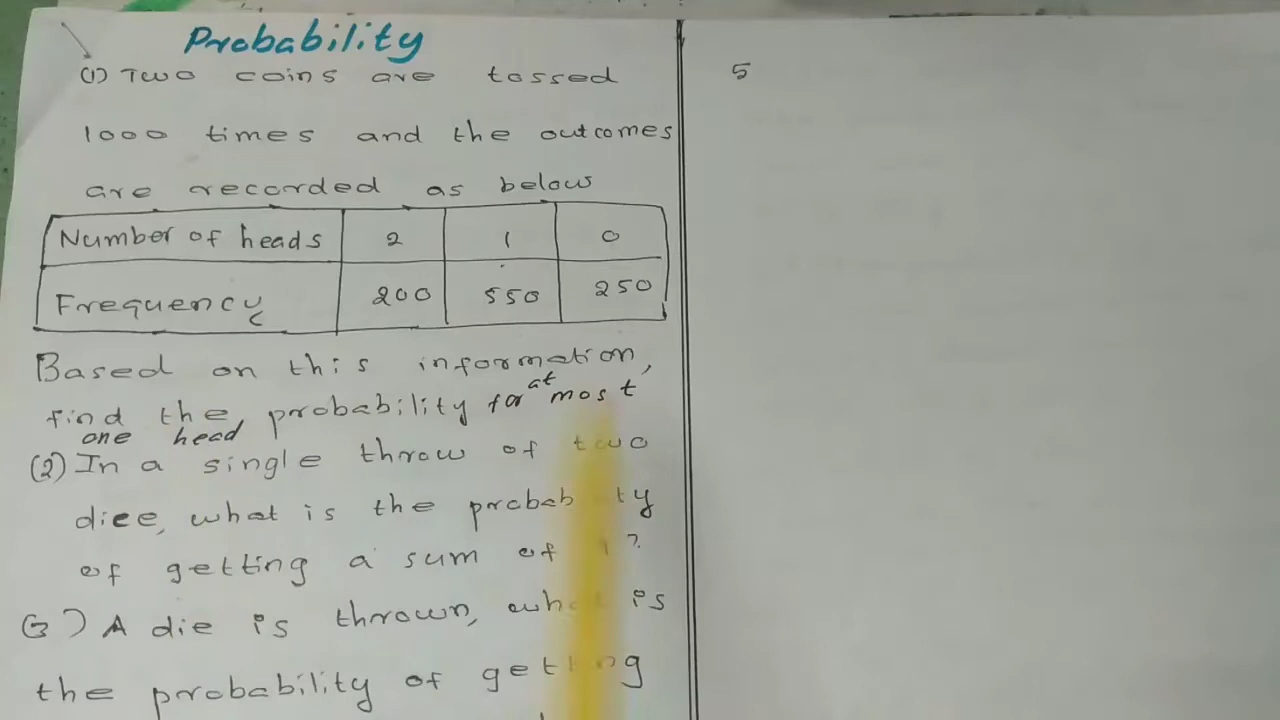 Probability
(1) Two coins are tossed
1000 times and the outcomes
are recorded as below
Number of heads 2 1 0
Frequency 200 550 250
Based on this information,
find the probability for at most
one head
(2) In a single throw of two
dice, what is the
of getting a sum of
(3) A die is thrown, is
the probability of
5